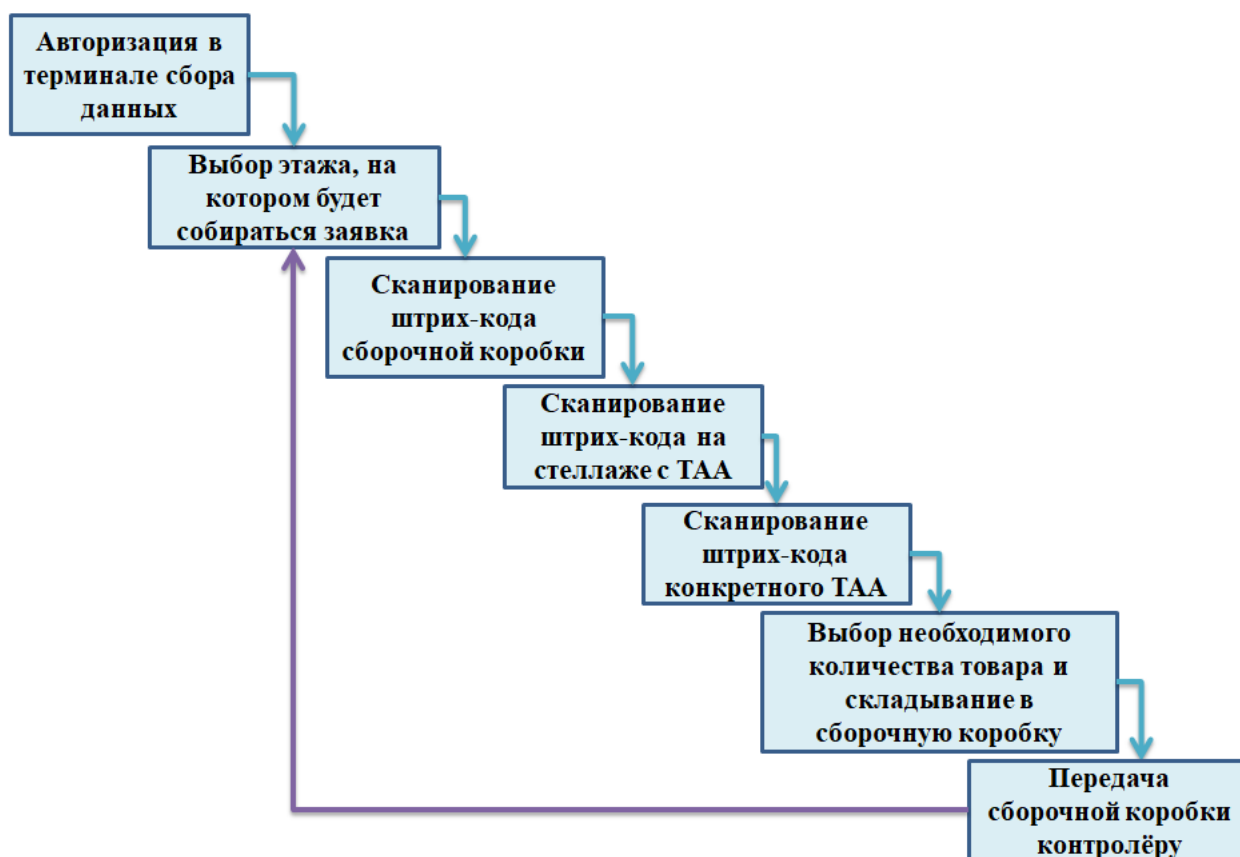 Авторизация в
терминале сбора
данных
Выбор этажа, на
котором будет
собираться заявка
Сканирование
штрих-кода
сборочной коробки
Сканирование
штрих-кода на
стеллаже с ТАА
Сканирование
штрих-кода
конкретного ТАА
Выбор необходимого
количества товара и
складывание в
сборочную коробку
Передача
сборочной коробки
контролёру